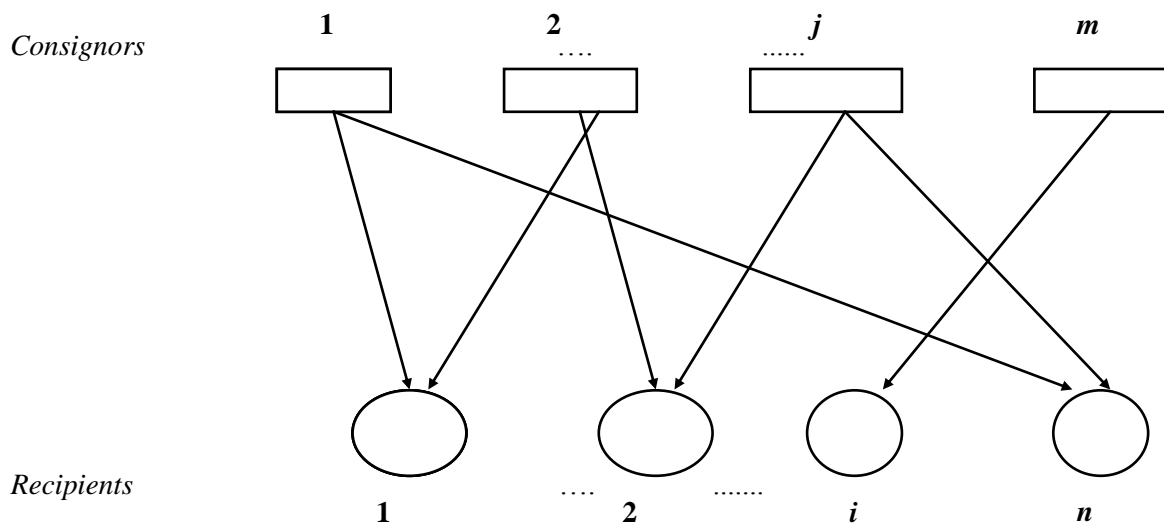 1 2 j m
Consignors
.... ......
Recipients
.... .......
1 2 i n